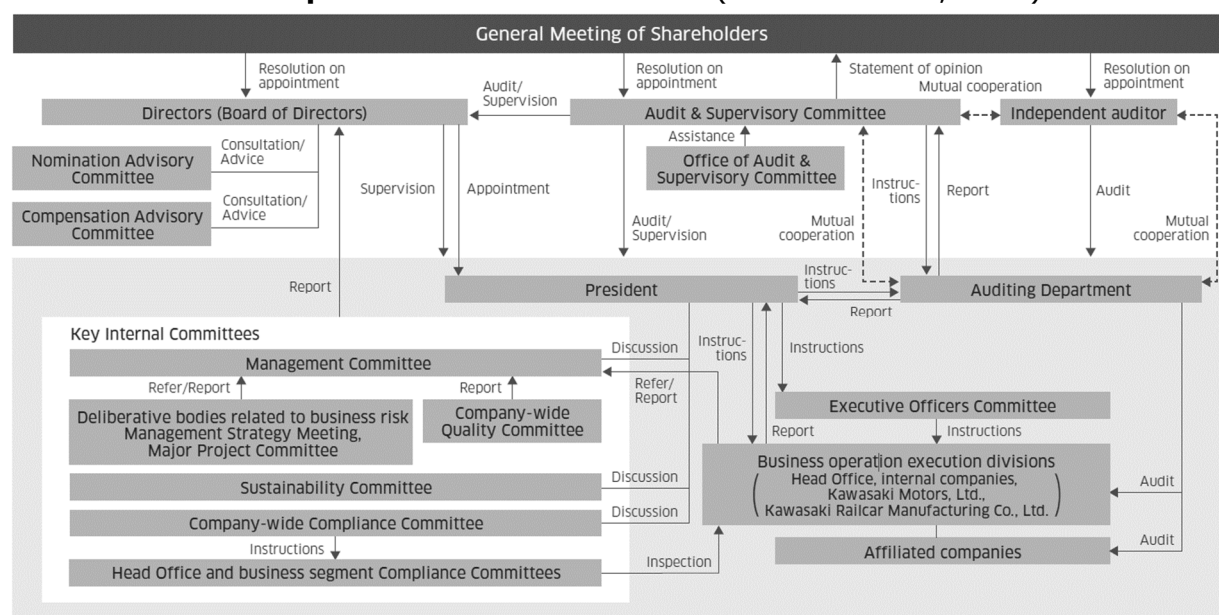 General Meeting of Shareholders
Resolution on
appointment
Resolution on
appointment
Statement of opinion
Resolution on
appointment
Audit/
Supervision
Mutual cooperation
Directors (Board of Directors)
Audit & Supervisory Committee
Independent auditor
Nomination Advisory
Committee
Consultation/
Advice
Compensation Advisory
Committee
Consultation/
Advice
Supervision
Appointment
Assistance
Office of Audit &
Supervisory Committee
Audit/
Supervision
Mutual
cooperation
Instruc-
tions
Report
Audit
Mutual
cooperation
Report
President
Instruc-
tions
Report
Auditing Department
Key Internal Committees
Management Committee
Discussion
Instruc-
tions
Instructions
Refer/Report
Report
Refer/
Report
Deliberative bodies related to business risk
Management Strategy Meeting,
Major Project Committee
Company-wide
Quality Committee
Executive Officers Committee
Report
Instructions
Business operation execution divisions
Head Office, internal companies,
Kawasaki Motors, Ltd.,
Kawasaki Railcar Manufacturing Co., Ltd.
Audit
Sustainability Committee
Discussion
Company-wide Compliance Committee
Discussion
Instructions
Head Office and business segment Compliance Committees
Inspection
Affiliated companies
Audit